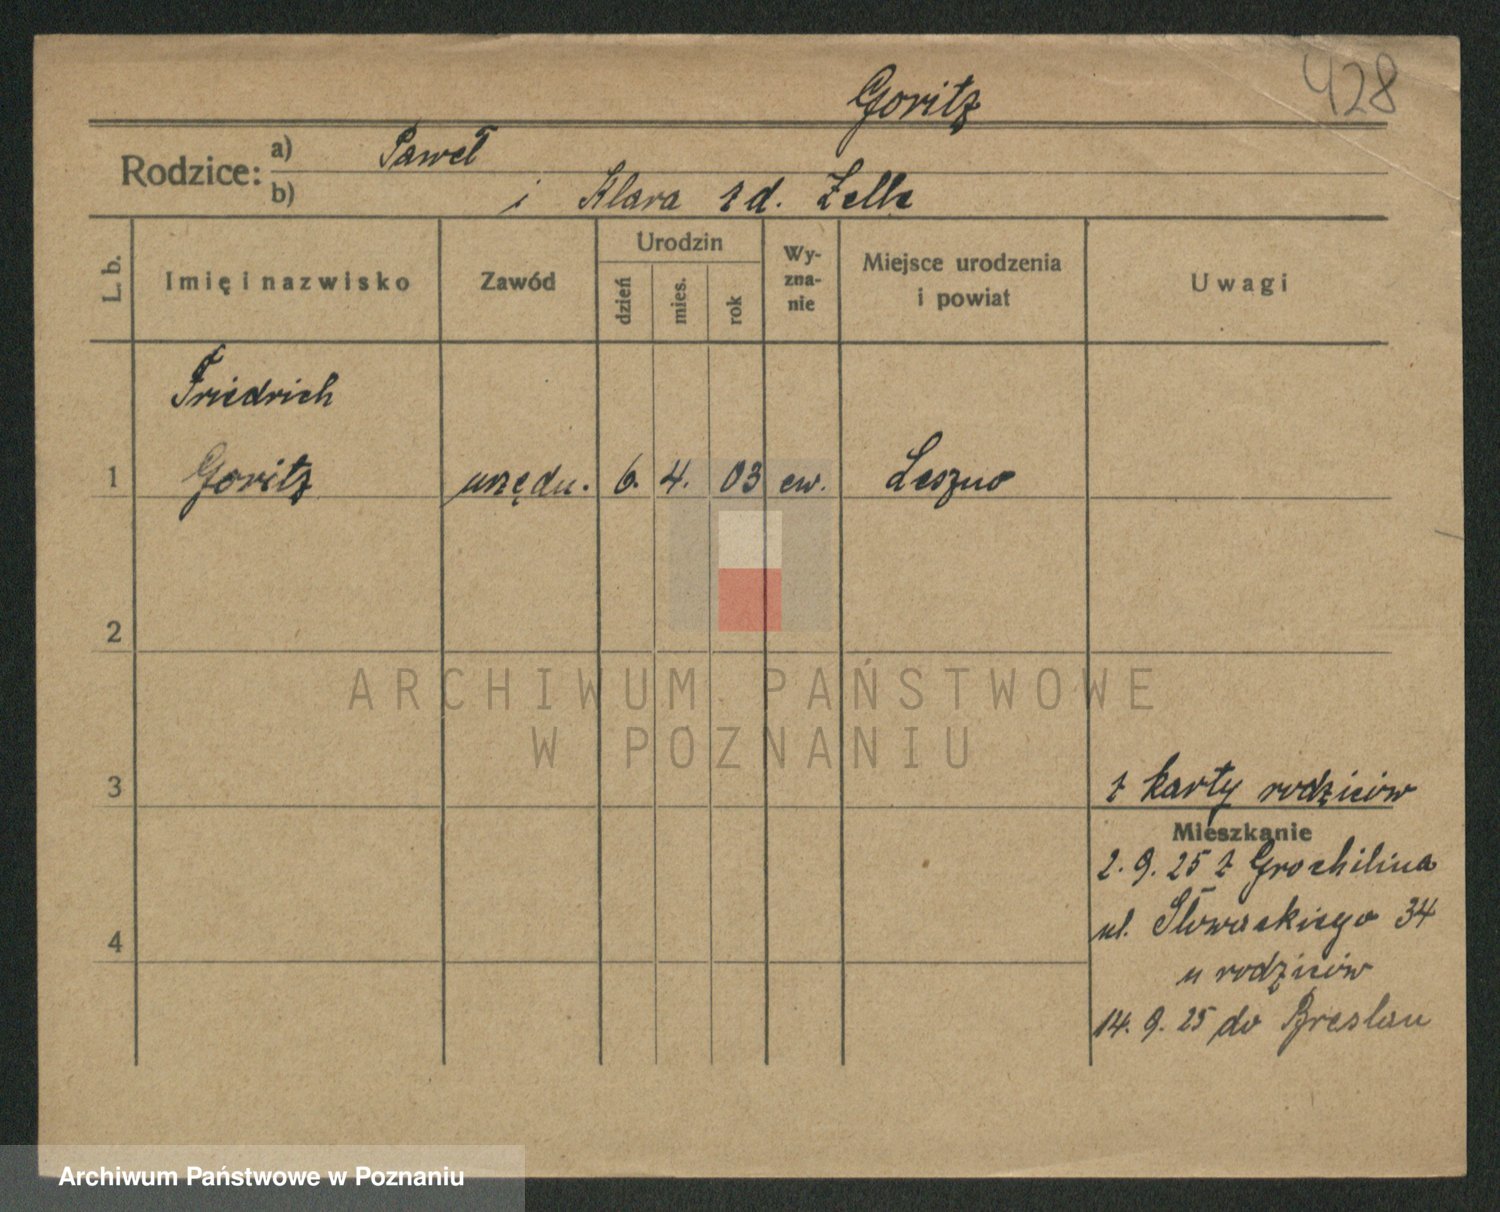 428
Goritz
Rodzice:
a) Paweł
b) i Klara z d. Zelle
L. b.
Imię i nazwisko
Zawód
Urodzin
dzień
mies.
rok
Wy-
zna-
nie
Miejsce urodzenia
i powiat
Uwagi
Friedrich
1 Goritz urzędn. 6. 4. 03 ew. Leszno
2
ARCHIWUM PAŃSTWOWE
W POZNANIU
3
z karty rodziców
Mieszkanie
2. 9. 25 z Grochilina
ul. Słowackiego 34
4
u rodziców
14. 9. 25 do Breslau
Archiwum Państwowe w Poznaniu